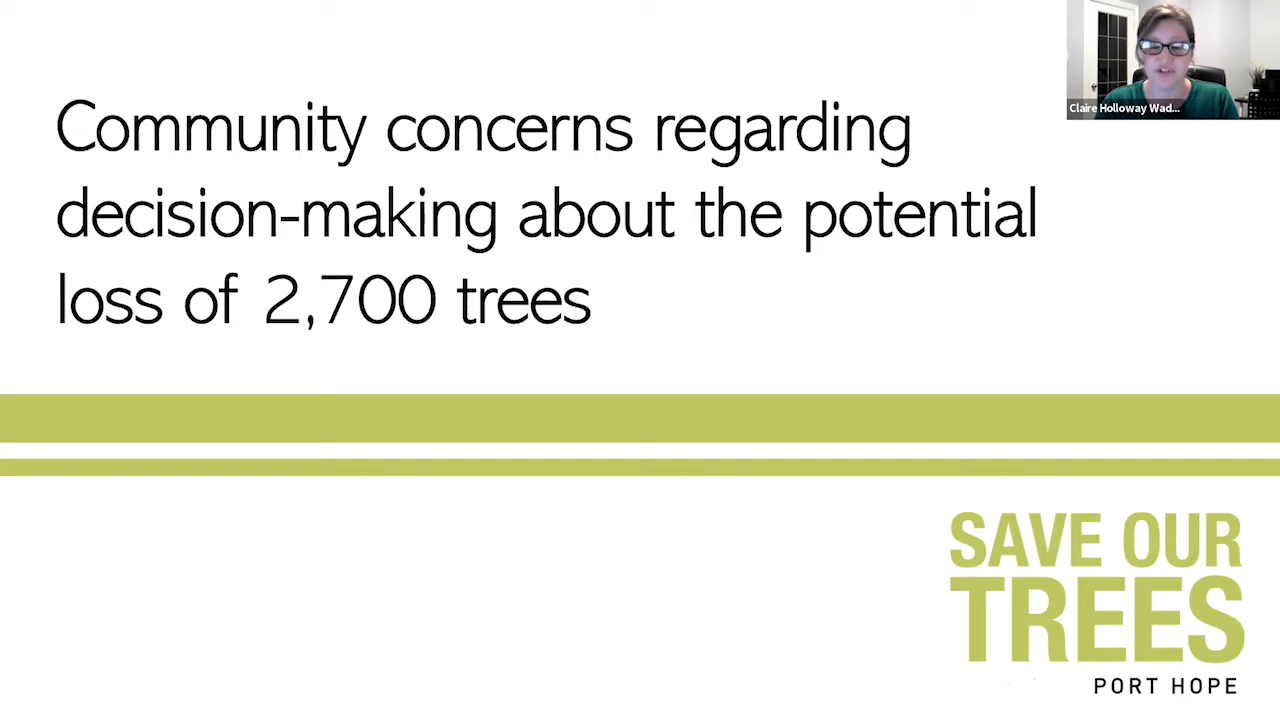 Claire Holloway Wad...
Community concerns regarding
decision-making about the potential
loss of 2,700 trees
SAVE OUR
TREES
PORT HOPE